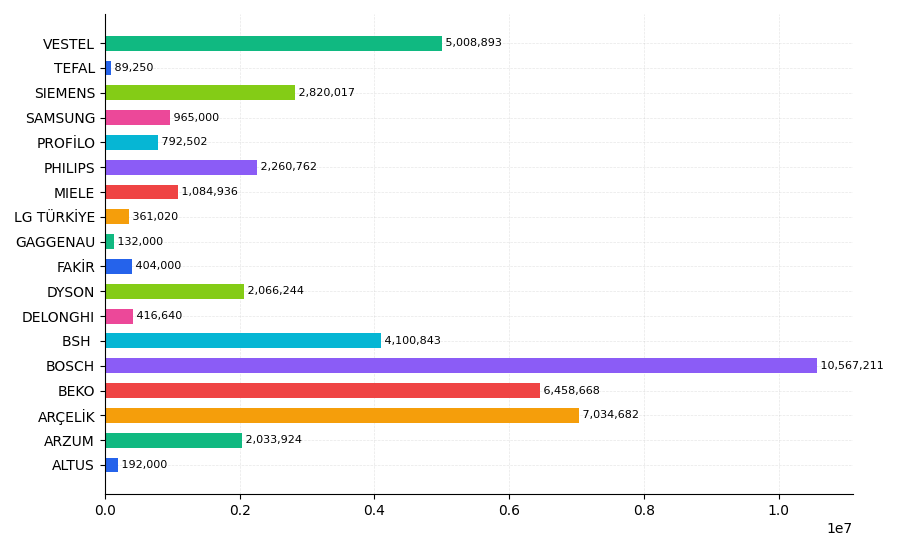 VESTEL 5,008,893
TEFAL 89,250
SIEMENS 2,820,017
SAMSUNG 965,000
PROFİLO 792,502
PHILIPS 2,260,762
MIELE 1,084,936
LG TÜRKİYE 361,020
GAGGENAU 132,000
FAKİR 404,000
DYSON 2,066,244
DELONGHI 416,640
BSH 4,100,843
BOSCH 10,567,211
BEKO 6,458,668
ARÇELİK 7,034,682
ARZUM 2,033,924
ALTUS 192,000
0.0 0.2 0.4 0.6 0.8 1.0
1e7